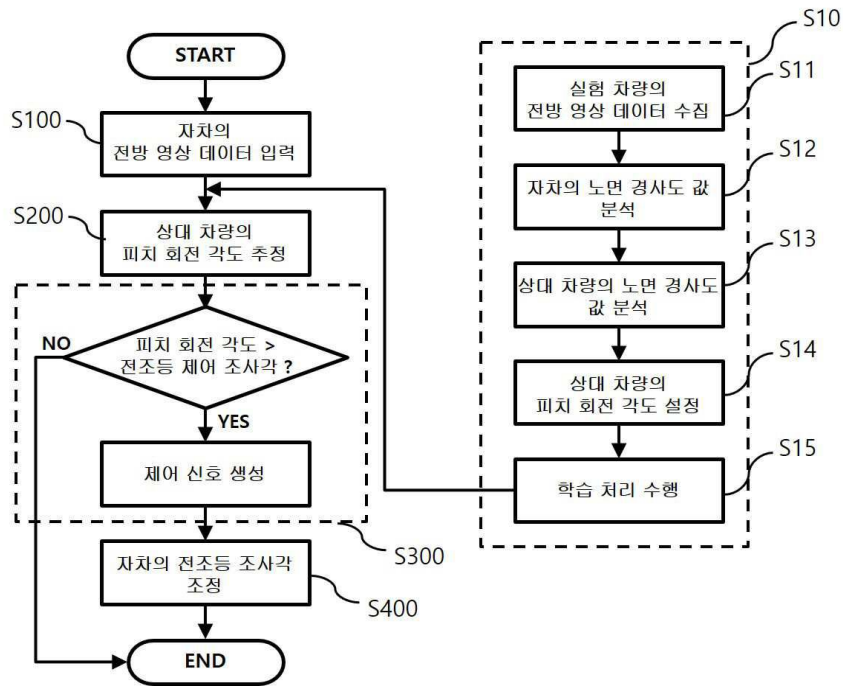 START
S100
자차의
전방 영상 데이터 입력
S200
상대 차량의
피치 회전 각도 추정
NO
피치 회전 각도 >
전조등 제어 조사각 ?
YES
제어 신호 생성
S300
자차의 전조등 조사각
조정
S400
END
S10
S11
실험 차량의
전방 영상 데이터 수집
S12
자차의 노면 경사도 값
분석
S13
상대 차량의 노면 경사도
값 분석
S14
상대 차량의
피치 회전 각도 설정
S15
학습 처리 수행